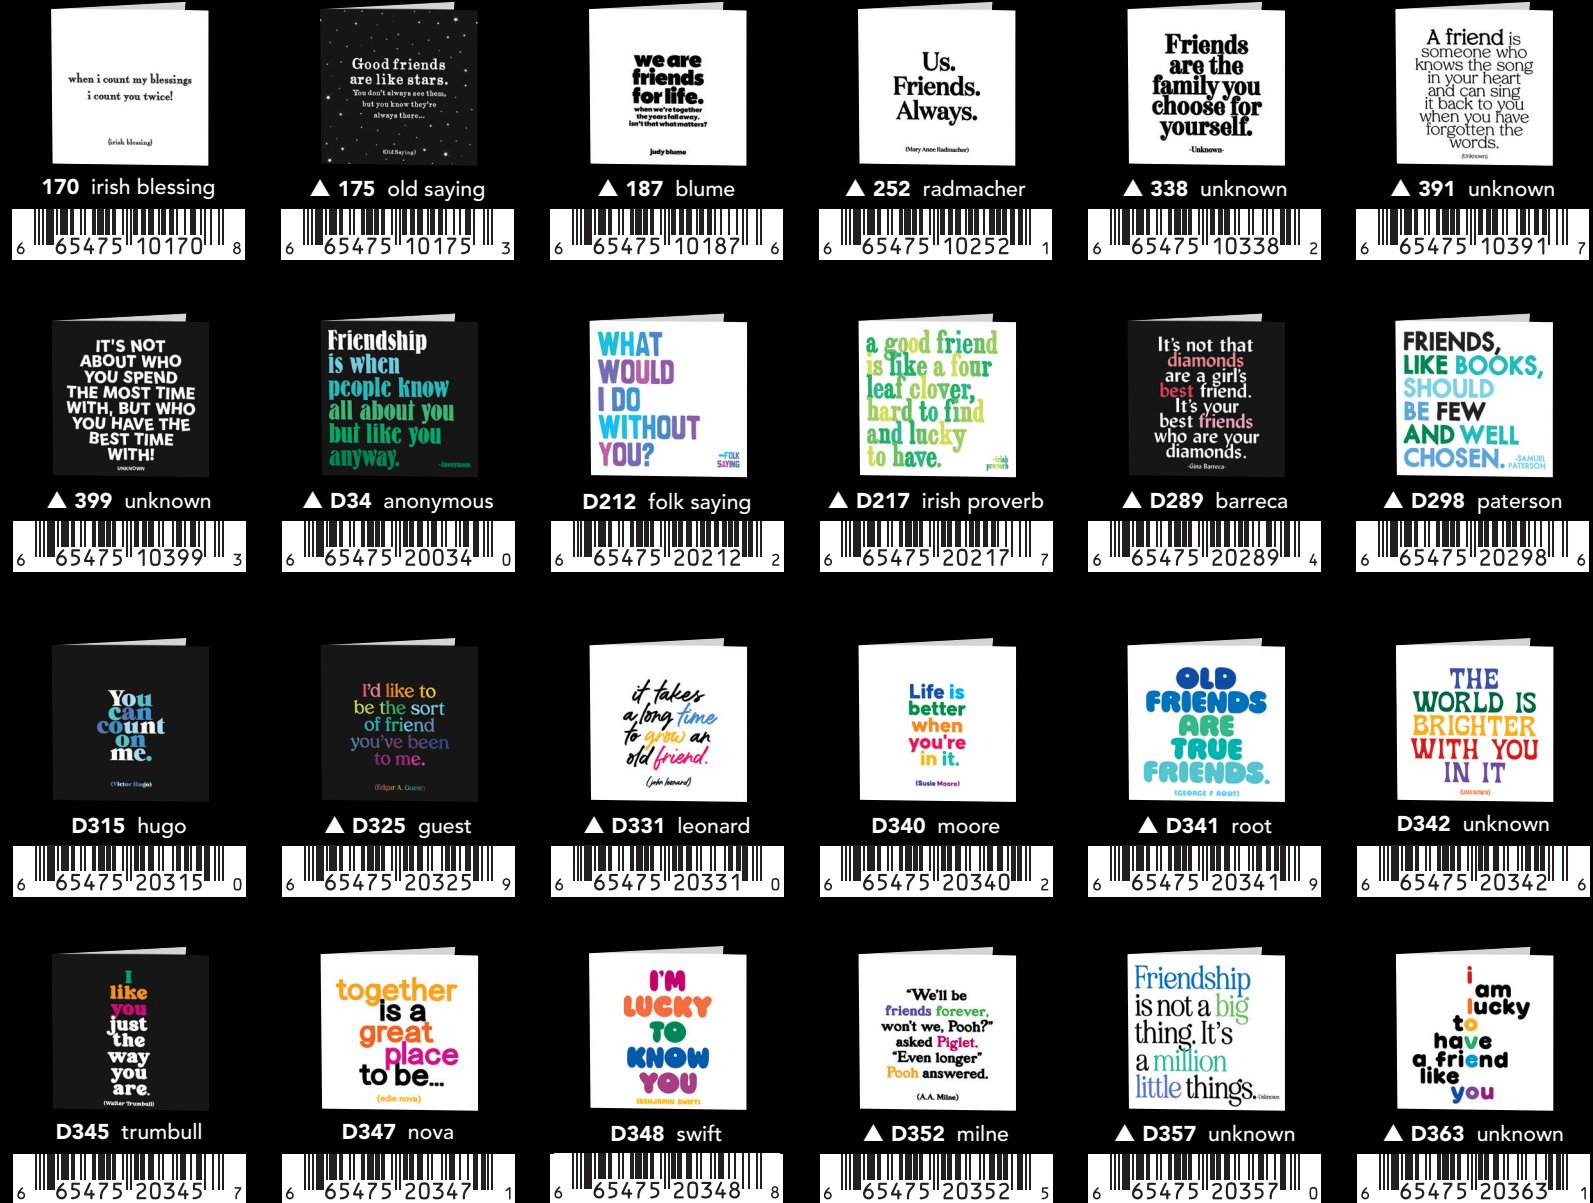 when i count my blessings
i count you twice!
(irish blessing)
170 irish blessing
6 65475 10170 8
Good friends
are like stars.
You don't always see them,
but you know they're
always there...
(Old Saying)
▲ 175 old saying
6 65475 10175 3
we are
friends
for life.
when we're together
the years fall away.
isn't that what matters?
judy blume
▲ 187 blume
6 65475 10187 6
Us.
Friends.
Always.
(Mary Anne Radmacher)
▲ 252 radmacher
6 65475 10252 1
Friends
are the
family you
choose for
yourself.
-Unknown-
▲ 338 unknown
6 65475 10338 2
A friend is
someone who
knows the song
in your heart
and can sing
it back to you
when you have
forgotten the
words.
(Unknown)
▲ 391 unknown
6 65475 10391 7
IT'S NOT
ABOUT WHO
YOU SPEND
THE MOST TIME
WITH, BUT WHO
YOU HAVE THE
BEST TIME
WITH!
UNKNOWN
▲ 399 unknown
6 65475 10399 3
Friendship
is when
people know
all about you
but like you
anyway.
-Anonymous
▲ D34 anonymous
6 65475 20034 0
WHAT
WOULD
I DO
WITHOUT
YOU?
—FOLK
SAYING
D212 folk saying
6 65475 20212 2
a good friend
is like a four
leaf clover,
hard to find
and lucky
to have.
-irish
proverb
▲ D217 irish proverb
6 65475 20217 7
It's not that
diamonds
are a girl's
best friend.
It's your
best friends
who are your
diamonds.
-Gina Barreca-
▲ D289 barreca
6 65475 20289 4
FRIENDS,
LIKE BOOKS,
SHOULD
BE FEW
AND WELL
CHOSEN.
-SAMUEL
PATERSON
▲ D298 paterson
6 65475 20298 6
You
can
count
on
me.
(Victor Hugo)
D315 hugo
6 65475 20315 0
I'd like to
be the sort
of friend
you've been
to me.
(Edgar A. Guest)
▲ D325 guest
6 65475 20325 9
it takes
a long time
to grow an
old friend.
(john leonard)
▲ D331 leonard
6 65475 20331 0
Life is
better
when
you're
in it.
(Susie Moore)
D340 moore
6 65475 20340 2
OLD
FRIENDS
ARE
TRUE
FRIENDS.
(GEORGE F ROOT)
▲ D341 root
6 65475 20341 9
THE
WORLD IS
BRIGHTER
WITH YOU
IN IT
(UNKNOWN)
D342 unknown
6 65475 20342 6
I
like
you
just
the
way
you
are.
(Walter Trumbull)
D345 trumbull
6 65475 20345 7
together
is a
great
place
to be...
(edie nova)
D347 nova
6 65475 20347 1
I'M
LUCKY
TO
KNOW
YOU
(BENJAMIN SWIFT)
D348 swift
6 65475 20348 8
"We'll be
friends forever,
won't we, Pooh?"
asked Piglet.
"Even longer"
Pooh answered.
(A.A. Milne)
▲ D352 milne
6 65475 20352 5
Friendship
is not a big
thing. It's
a million
little things.
-Unknown
▲ D357 unknown
6 65475 20357 0
i
am
lucky
to
have
a friend
like
you
▲ D363 unknown
6 65475 20363 1